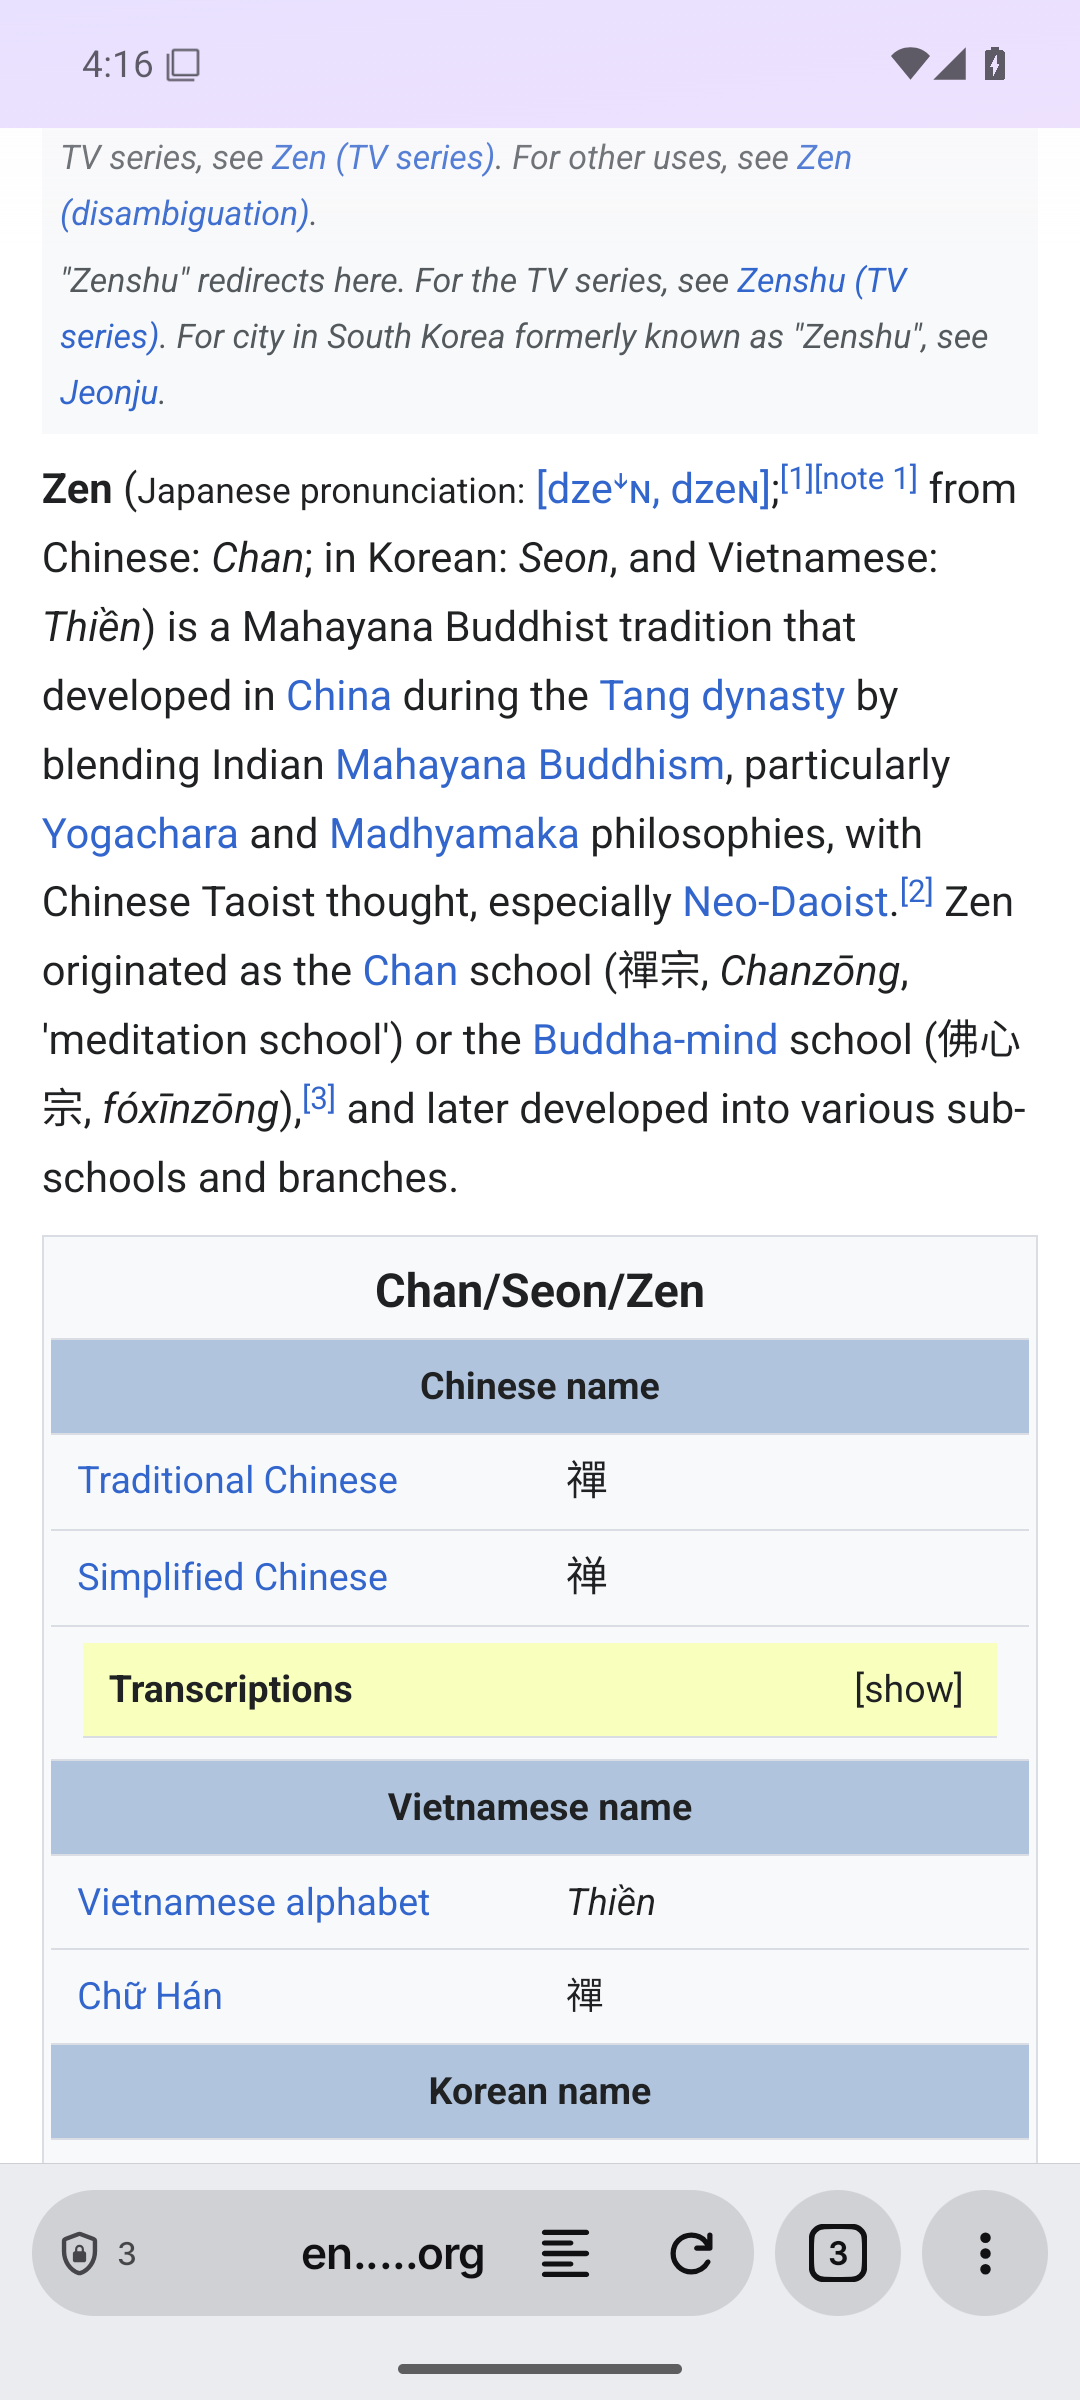 4:16
TV series, see Zen (TV series). For other uses, see Zen
(disambiguation).
"Zenshu" redirects here. For the TV series, see Zenshu (TV
series). For city in South Korea formerly known as "Zenshu", see
Jeonju.
Zen (Japanese pronunciation: [dzeꜜɴ, dzeɴ];[1][note 1] from
Chinese: Chan; in Korean: Seon, and Vietnamese:
Thiền) is a Mahayana Buddhist tradition that
developed in China during the Tang dynasty by
blending Indian Mahayana Buddhism, particularly
Yogachara and Madhyamaka philosophies, with
Chinese Taoist thought, especially Neo-Daoist.[2] Zen
originated as the Chan school (禪宗, Chanzōng,
'meditation school') or the Buddha-mind school (佛心
宗, fóxīnzōng),[3] and later developed into various sub-
schools and branches.
Chan/Seon/Zen
Chinese name
Traditional Chinese 禪
Simplified Chinese 禅
Transcriptions [show]
Vietnamese name
Vietnamese alphabet Thiền
Chữ Hán 禪
Korean name
3 en.....org 3